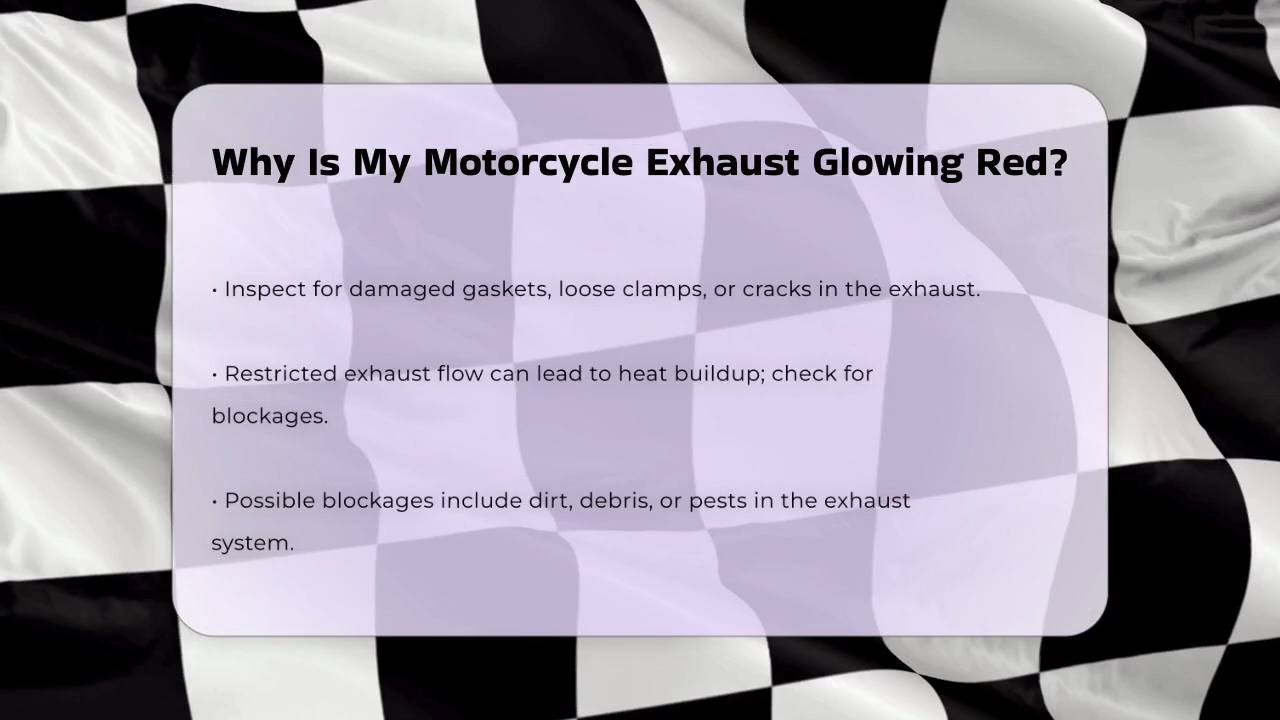 Why Is My Motorcycle Exhaust Glowing Red?
• Inspect for damaged gaskets, loose clamps, or cracks in the exhaust.
• Restricted exhaust flow can lead to heat buildup; check for
blockages.
• Possible blockages include dirt, debris, or pests in the exhaust
system.